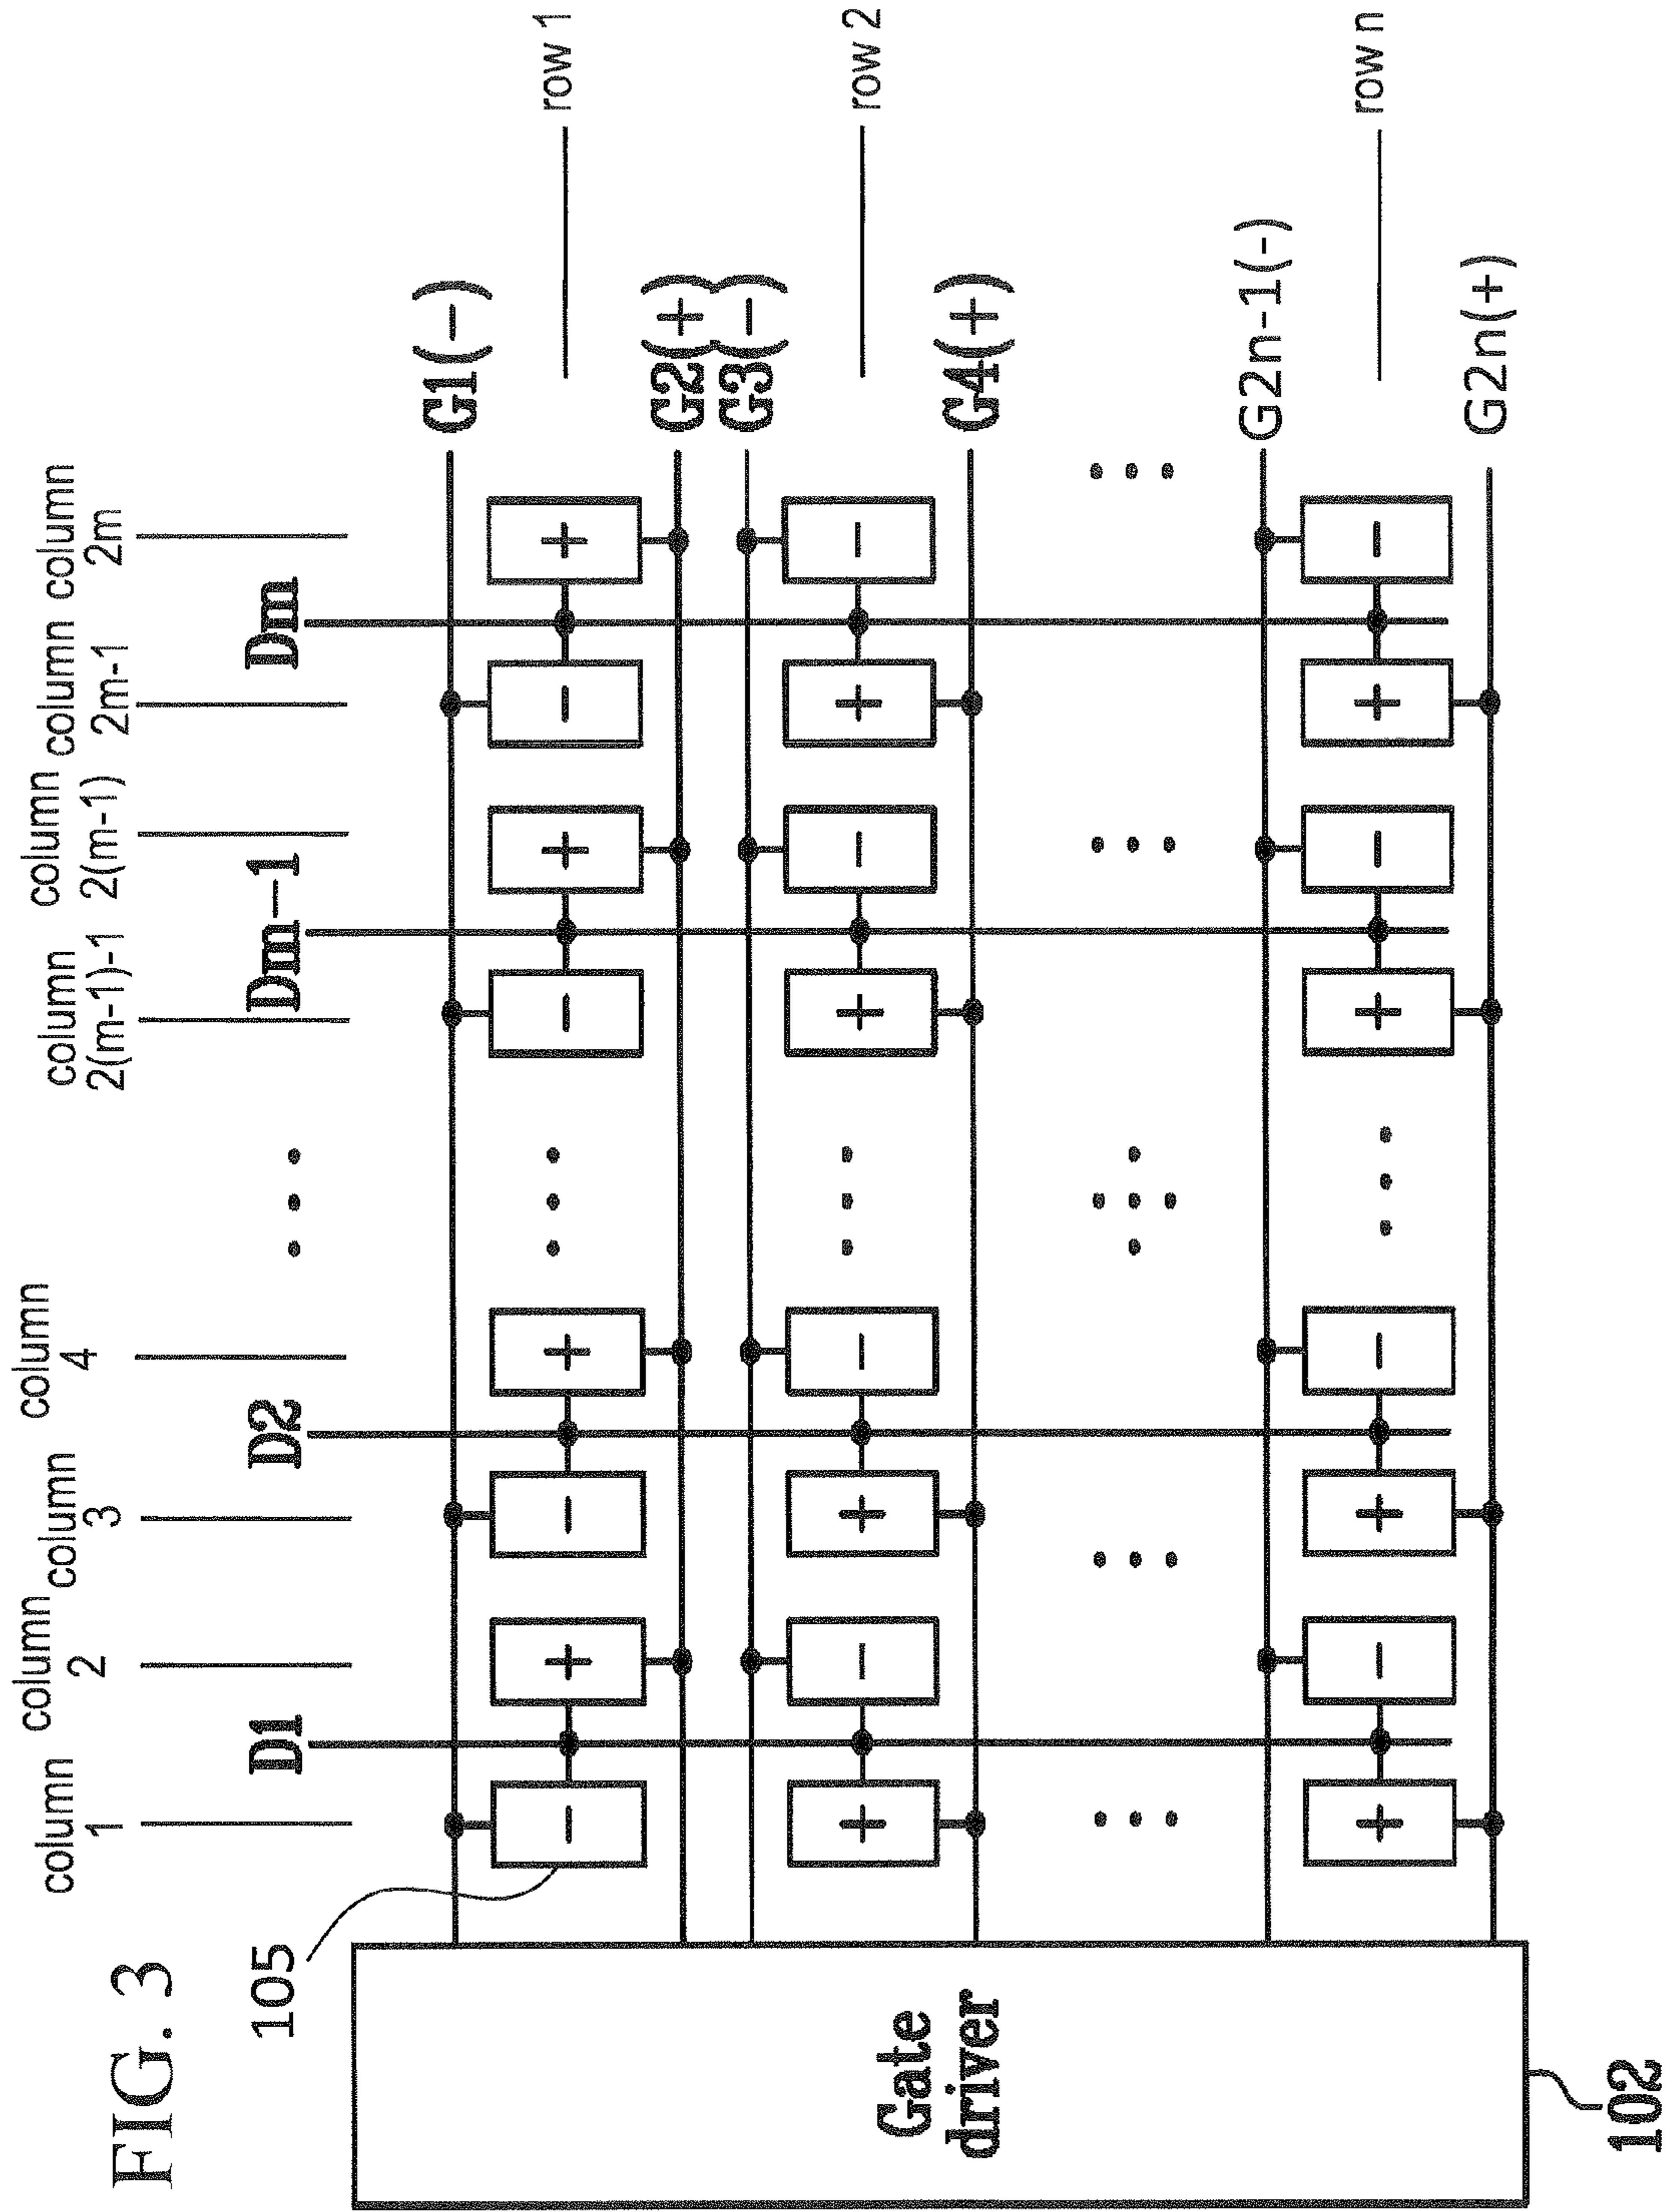 FIG. 3
column 1
column 2
column 3
column 4
column 2(m-1)-1
column 2(m-1)
column 2m-1
column 2m
D1
D2
Dm-1
Dm
105
G1(-)
- + - + - + - +
row 1
G2(+)
G3(-)
+ - + - + - + -
row 2
G4(+)
G2n-1(-)
+ - + - + - + -
row n
G2n(+)
Gate
driver
102